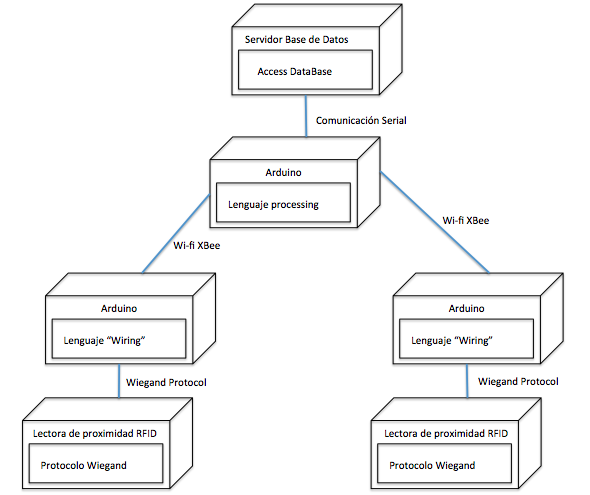 Servidor Base de Datos
Access DataBase
Comunicación Serial
Arduino
Lenguaje processing
Wi-fi XBee
Wi-fi XBee
Arduino
Lenguaje “Wiring”
Arduino
Lenguaje “Wiring”
Wiegand Protocol
Wiegand Protocol
Lectora de proximidad RFID
Protocolo Wiegand
Lectora de proximidad RFID
Protocolo Wiegand